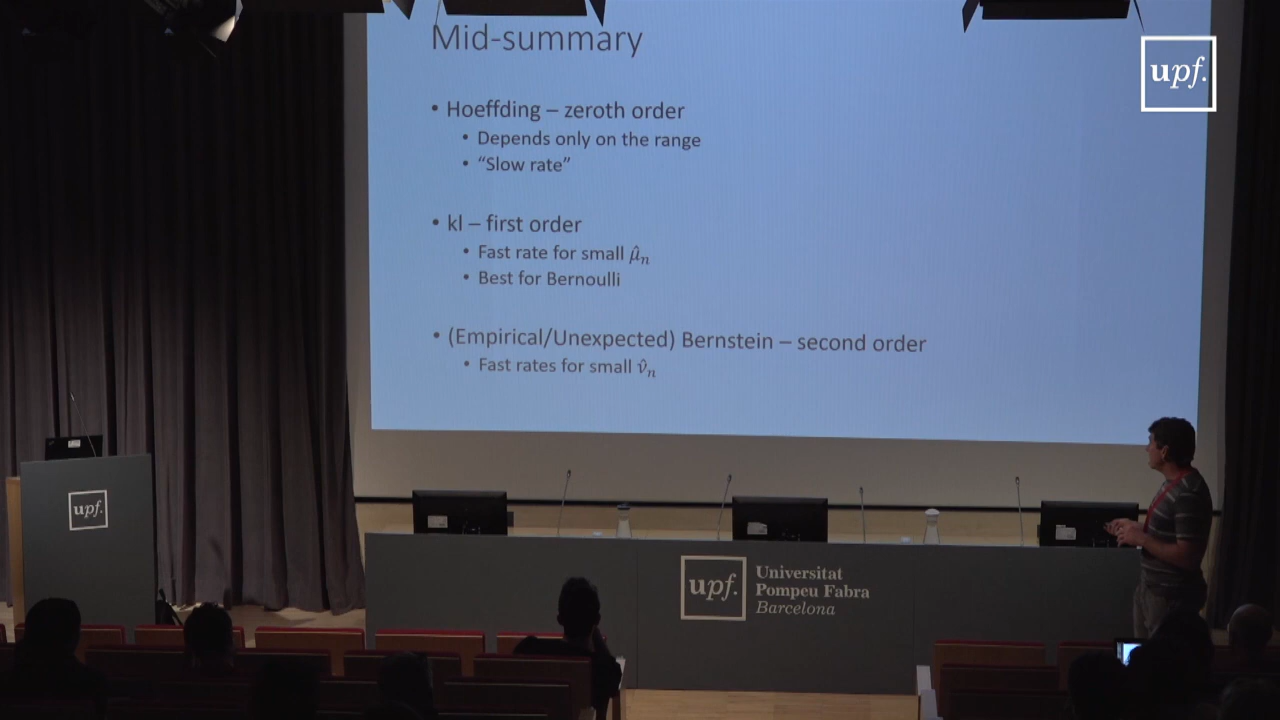 Mid-summary
• Hoeffding – zeroth order
• Depends only on the range
• “Slow rate”
• kl – first order
• Fast rate for small μ̂ₙ
• Best for Bernoulli
• (Empirical/Unexpected) Bernstein – second order
• Fast rates for small ν̂ₙ
upf.
upf.
upf.
Universitat
Pompeu Fabra
Barcelona